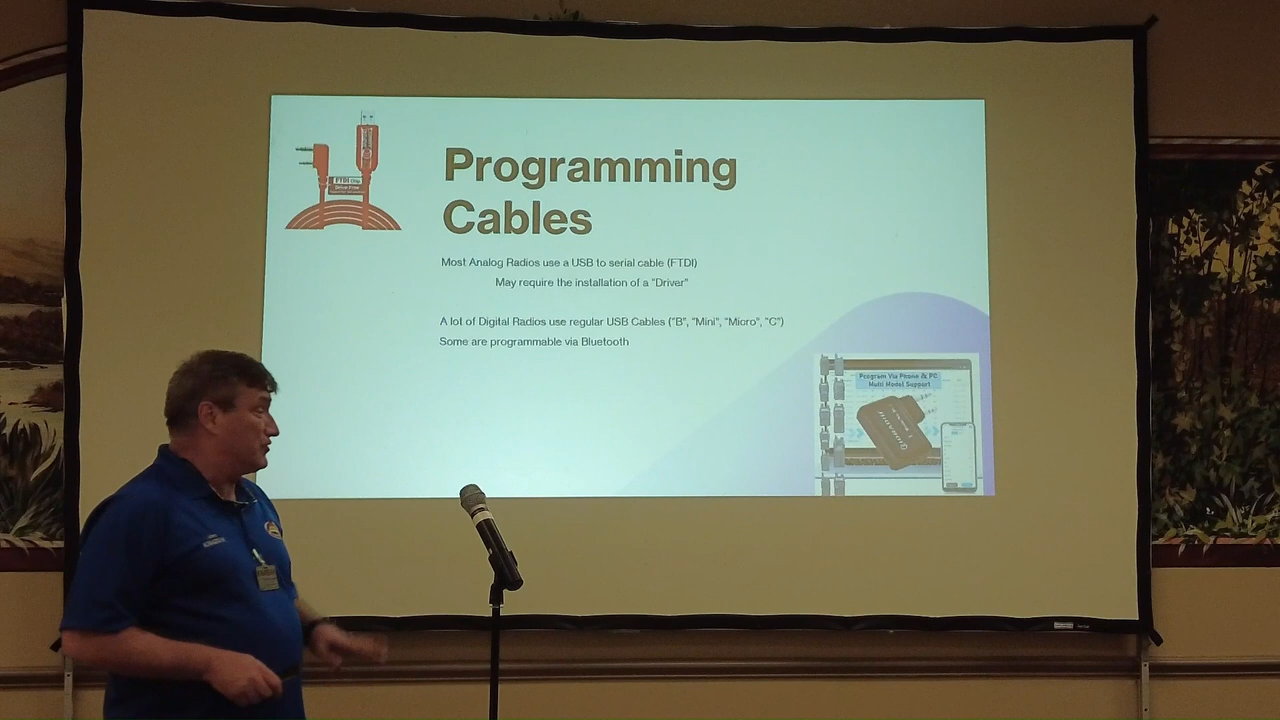 FTDI Chip
Drive Free
Programming
Cables
Most Analog Radios use a USB to serial cable (FTDI)
May require the installation of a "Driver"
A lot of Digital Radios use regular USB Cables ("B", "Mini", "Micro", "C")
Some are programmable via Bluetooth
Program Via Phone & PC
Multi Model Support